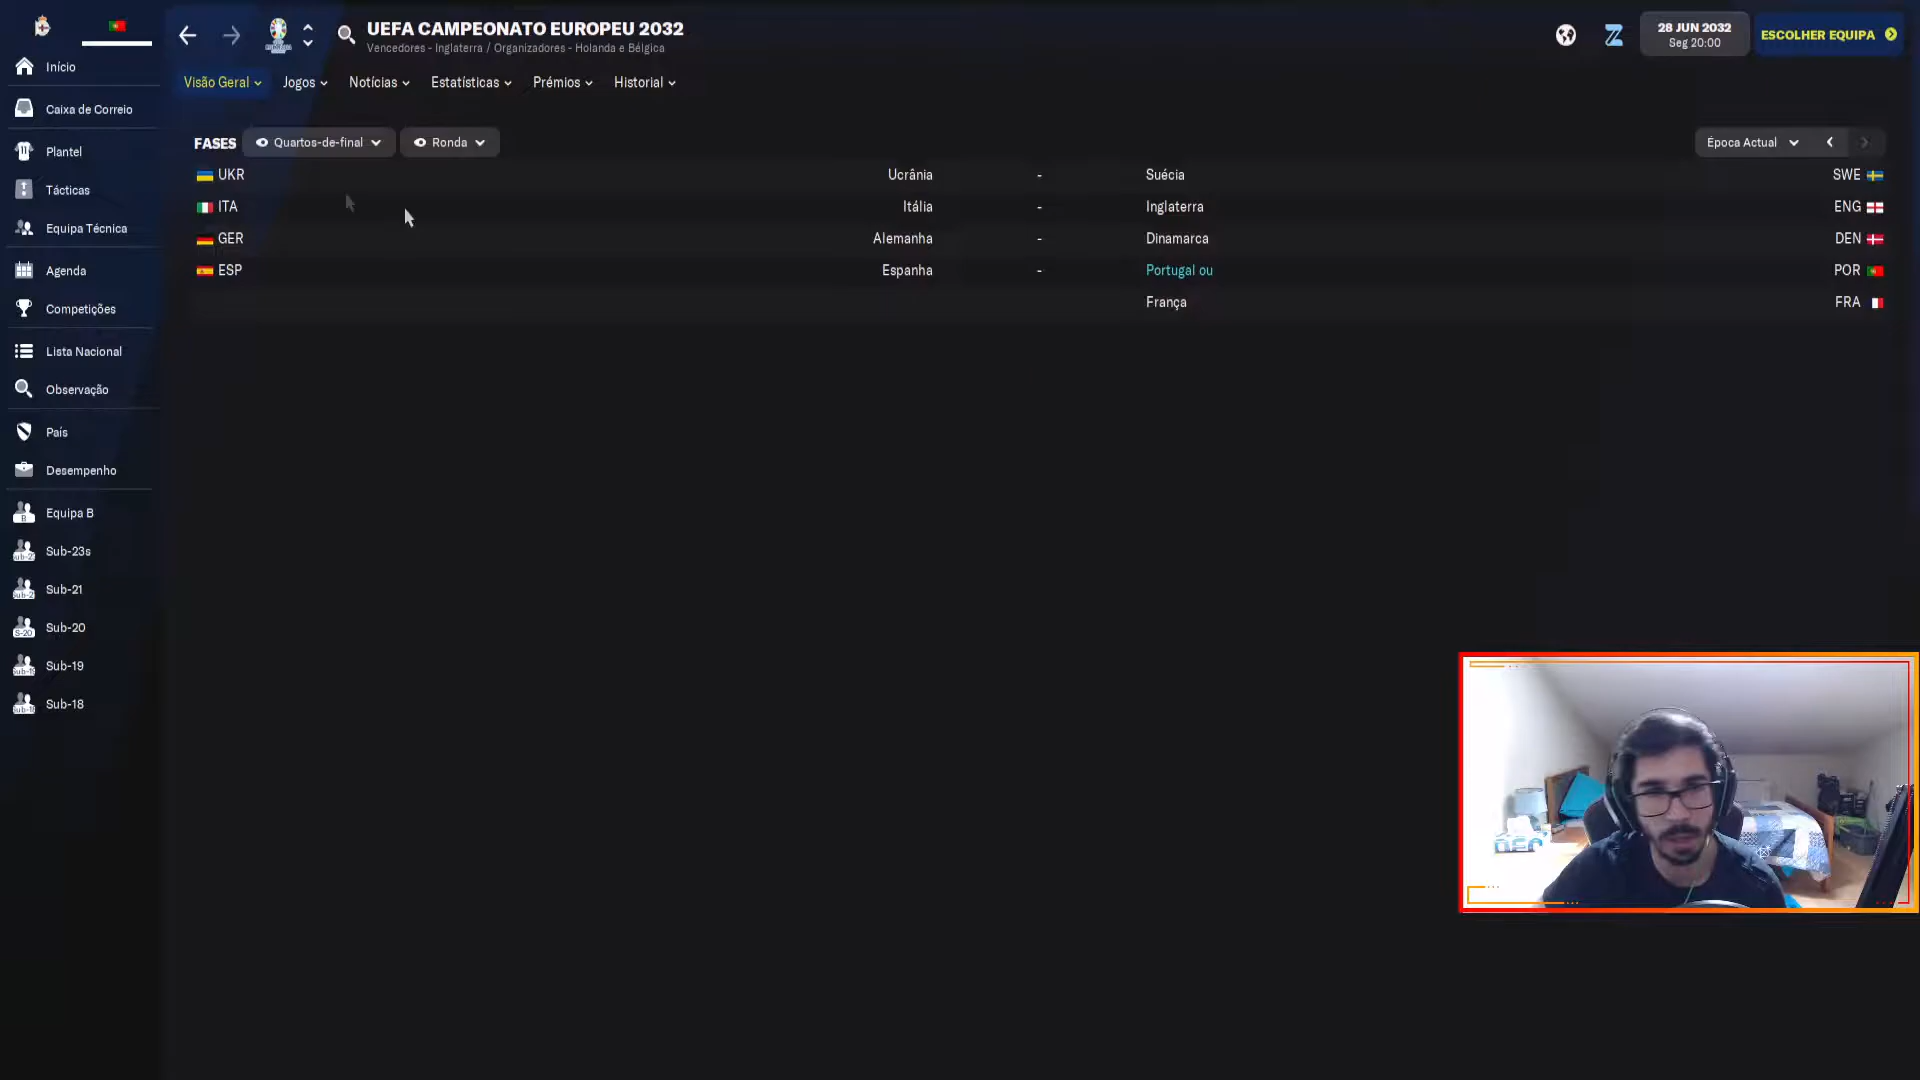 UEFA CAMPEONATO EUROPEU 2032
Vencedores - Inglaterra / Organizadores - Holanda e Bélgica
28 JUN 2032
Seg 20:00
ESCOLHER EQUIPA
Início
Caixa de Correio
Plantel
Tácticas
Equipa Técnica
Agenda
Competições
Lista Nacional
Observação
País
Desempenho
Equipa B
Sub-23s
Sub-21
Sub-20
Sub-19
Sub-18
Visão Geral
Jogos
Notícias
Estatísticas
Prémios
Historial
FASES
Quartos-de-final
Ronda
Época Actual
UKR Ucrânia - Suécia SWE
ITA Itália - Inglaterra ENG
GER Alemanha - Dinamarca DEN
ESP Espanha - Portugal ou POR
França FRA